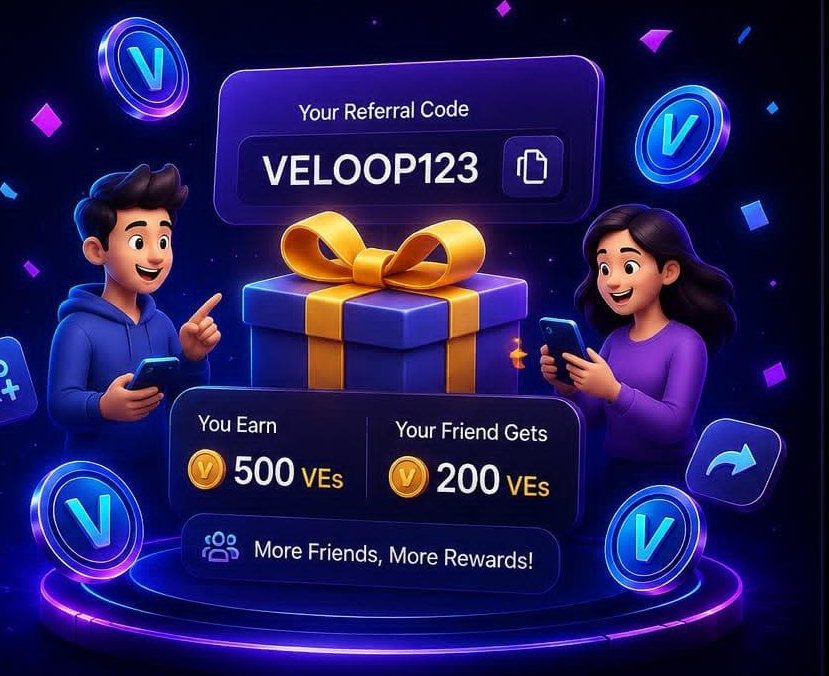 Your Referral Code
VELOOP123
You Earn
500 VEs
Your Friend Gets
200 VEs
More Friends, More Rewards!
V
V
V
V
V
V